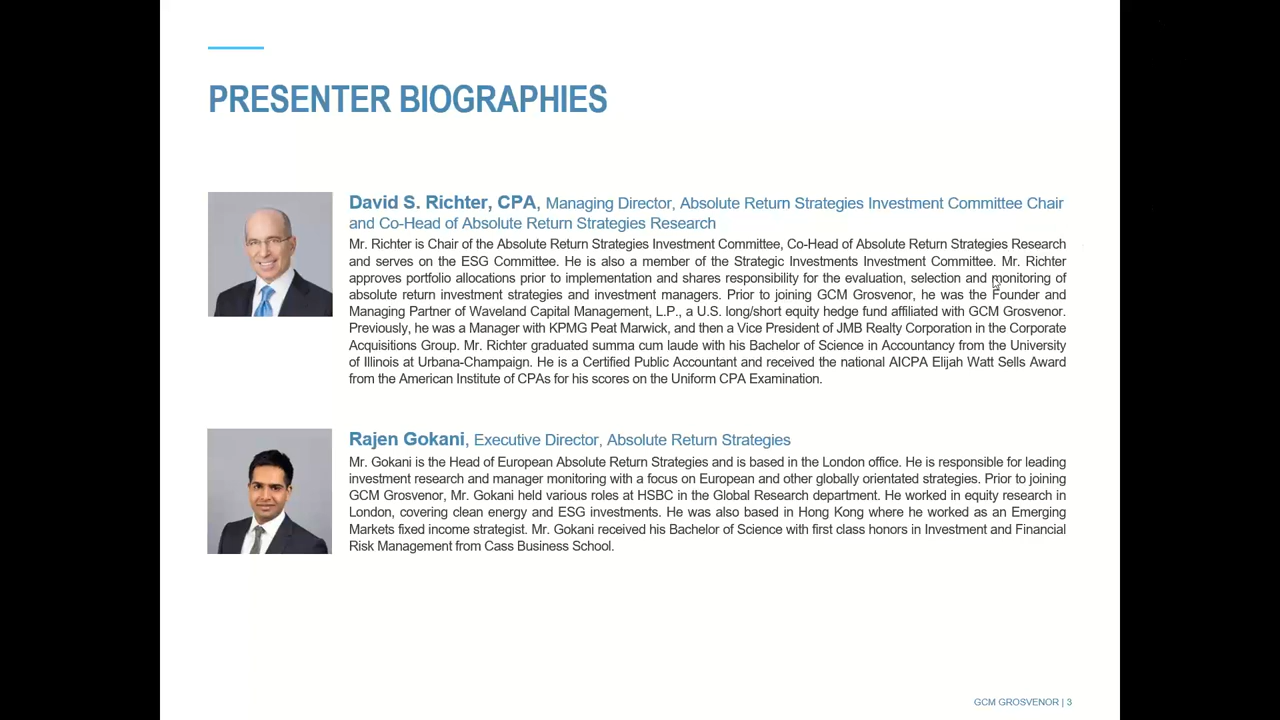 PRESENTER BIOGRAPHIES
David S. Richter, CPA, Managing Director, Absolute Return Strategies Investment Committee Chair
and Co-Head of Absolute Return Strategies Research
Mr. Richter is Chair of the Absolute Return Strategies Investment Committee, Co-Head of Absolute Return Strategies Research
and serves on the ESG Committee. He is also a member of the Strategic Investments Investment Committee. Mr. Richter
approves portfolio allocations prior to implementation and shares responsibility for the evaluation, selection and monitoring of
absolute return investment strategies and investment managers. Prior to joining GCM Grosvenor, he was the Founder and
Managing Partner of Waveland Capital Management, L.P., a U.S. long/short equity hedge fund affiliated with GCM Grosvenor.
Previously, he was a Manager with KPMG Peat Marwick, and then a Vice President of JMB Realty Corporation in the Corporate
Acquisitions Group. Mr. Richter graduated summa cum laude with his Bachelor of Science in Accountancy from the University
of Illinois at Urbana-Champaign. He is a Certified Public Accountant and received the national AICPA Elijah Watt Sells Award
from the American Institute of CPAs for his scores on the Uniform CPA Examination.
Rajen Gokani, Executive Director, Absolute Return Strategies
Mr. Gokani is the Head of European Absolute Return Strategies and is based in the London office. He is responsible for leading
investment research and manager monitoring with a focus on European and other globally orientated strategies. Prior to joining
GCM Grosvenor, Mr. Gokani held various roles at HSBC in the Global Research department. He worked in equity research in
London, covering clean energy and ESG investments. He was also based in Hong Kong where he worked as an Emerging
Markets fixed income strategist. Mr. Gokani received his Bachelor of Science with first class honors in Investment and Financial
Risk Management from Cass Business School.
GCM GROSVENOR | 3